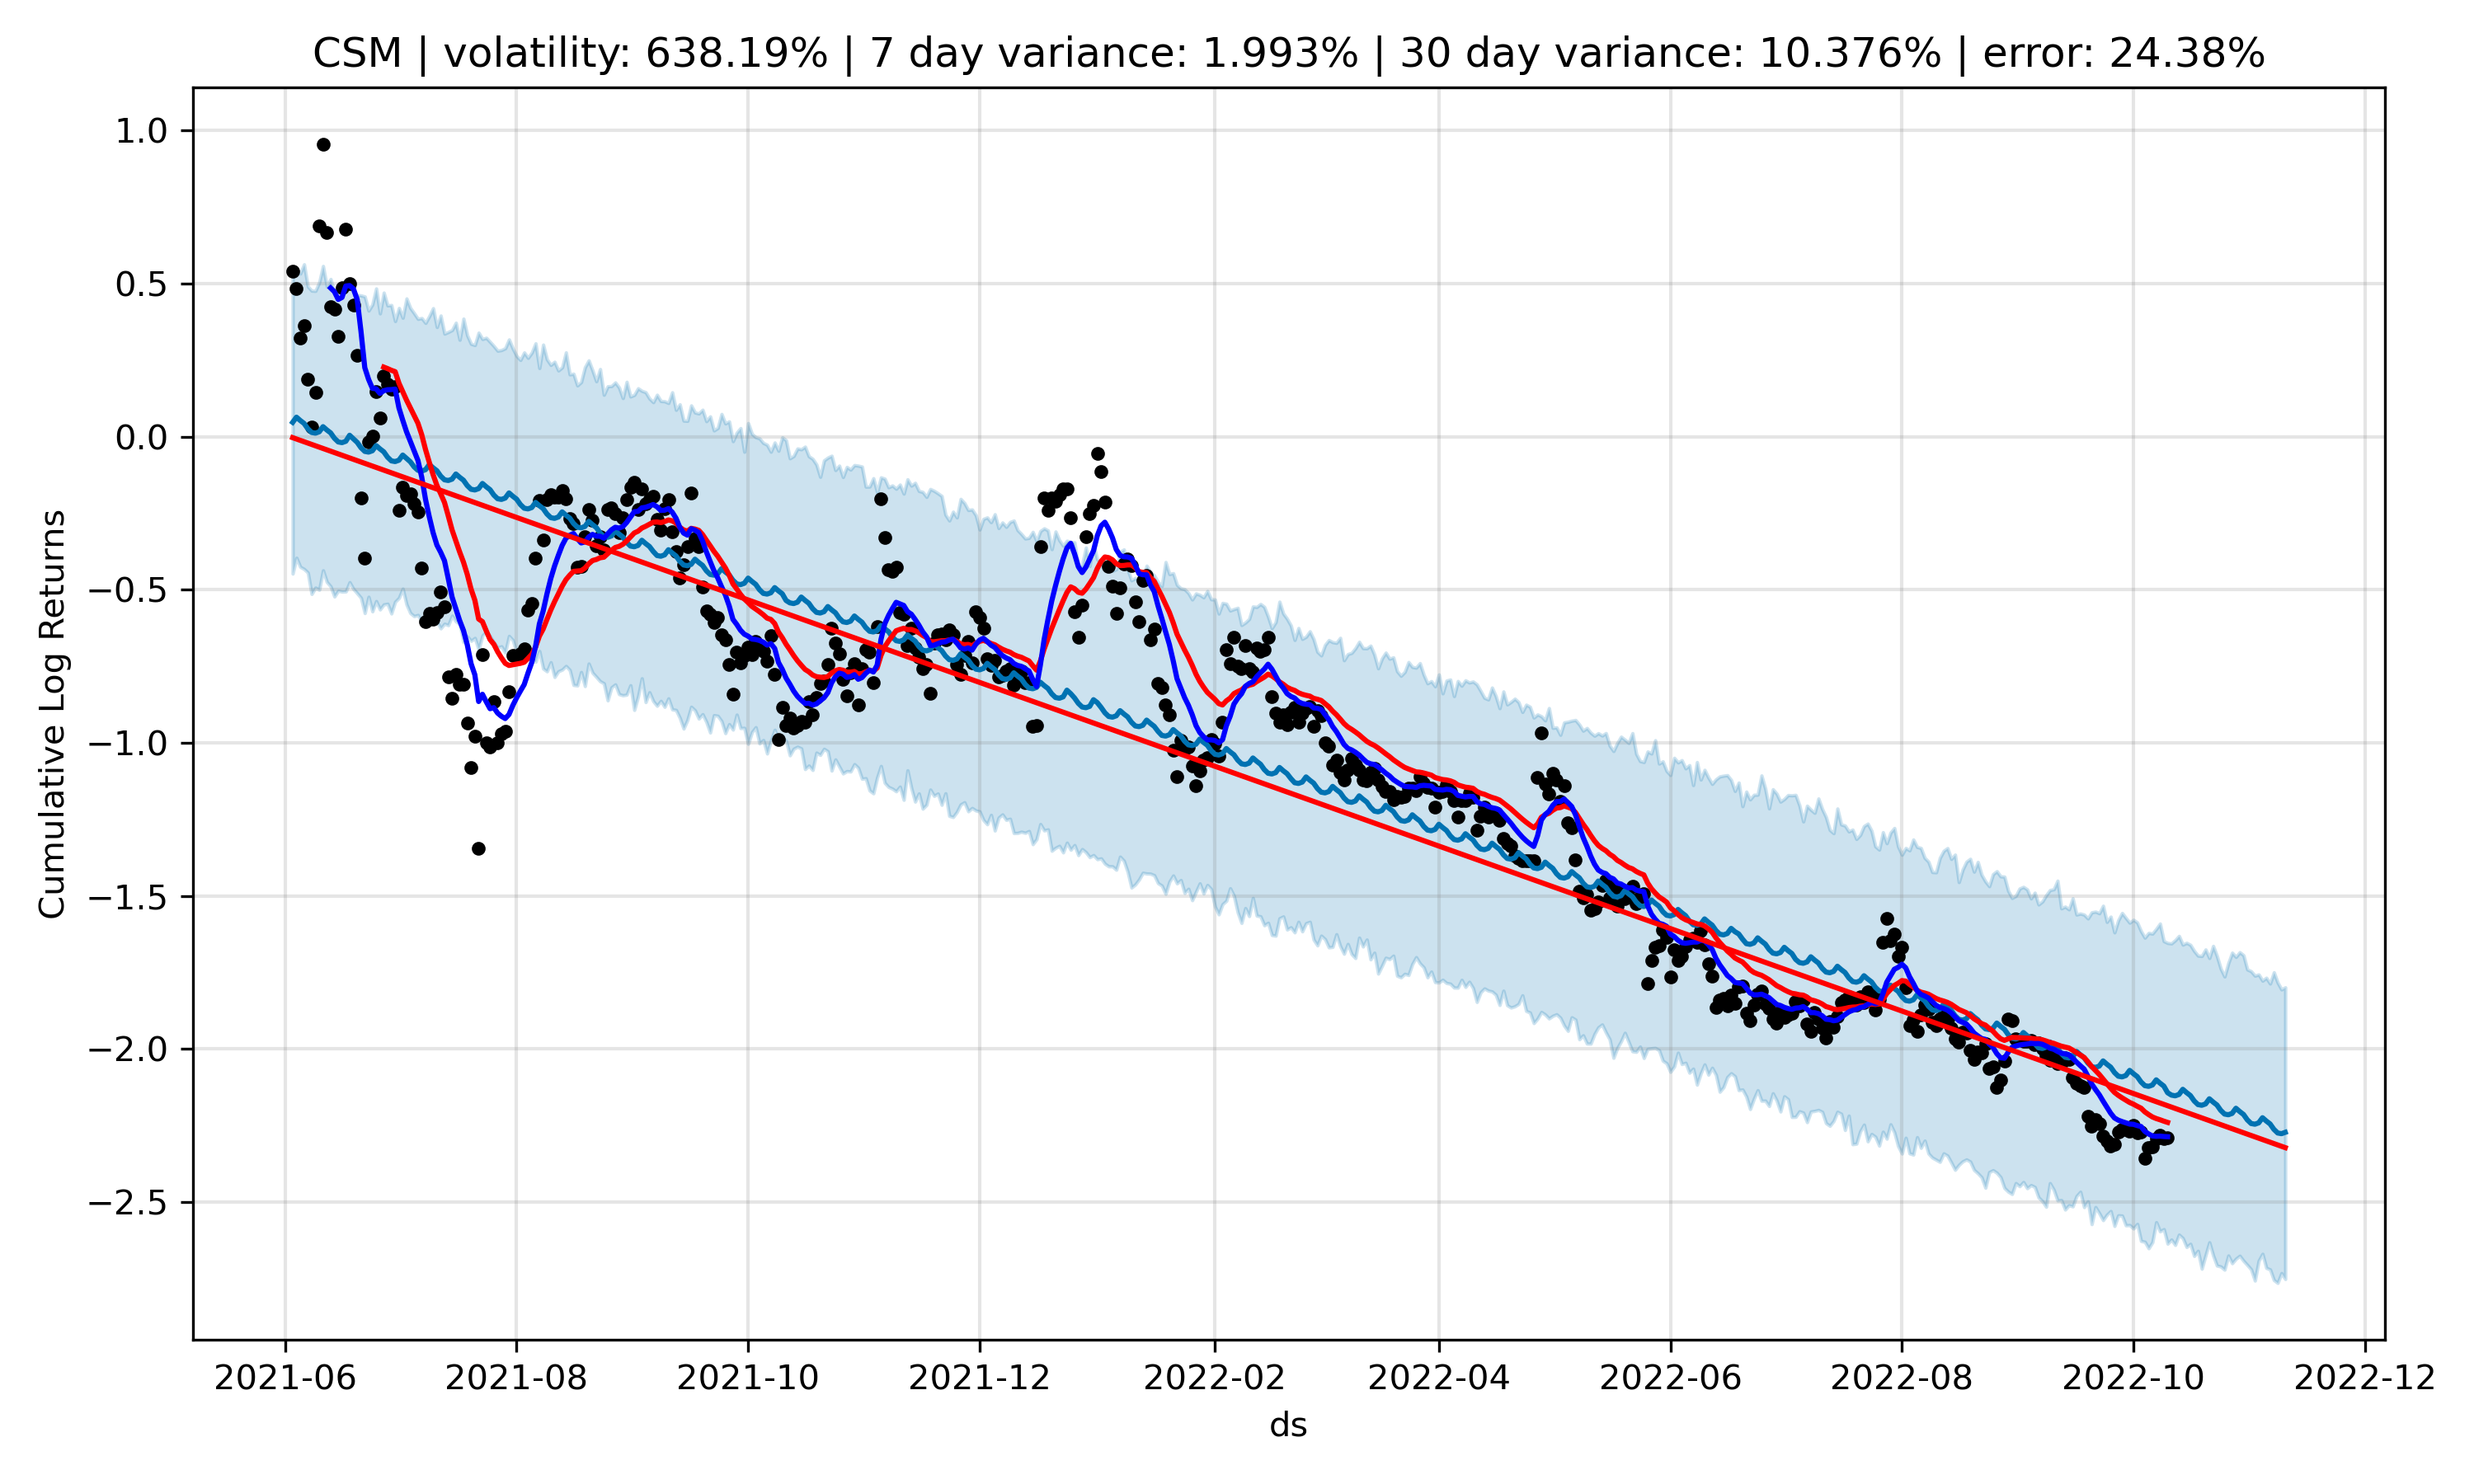 CSM | volatility: 638.19% | 7 day variance: 1.993% | 30 day variance: 10.376% | error: 24.38%
Cumulative Log Returns
1.0
0.5
0.0
−0.5
−1.0
−1.5
−2.0
−2.5
2021-06 2021-08 2021-10 2021-12 2022-02 2022-04 2022-06 2022-08 2022-10 2022-12
ds